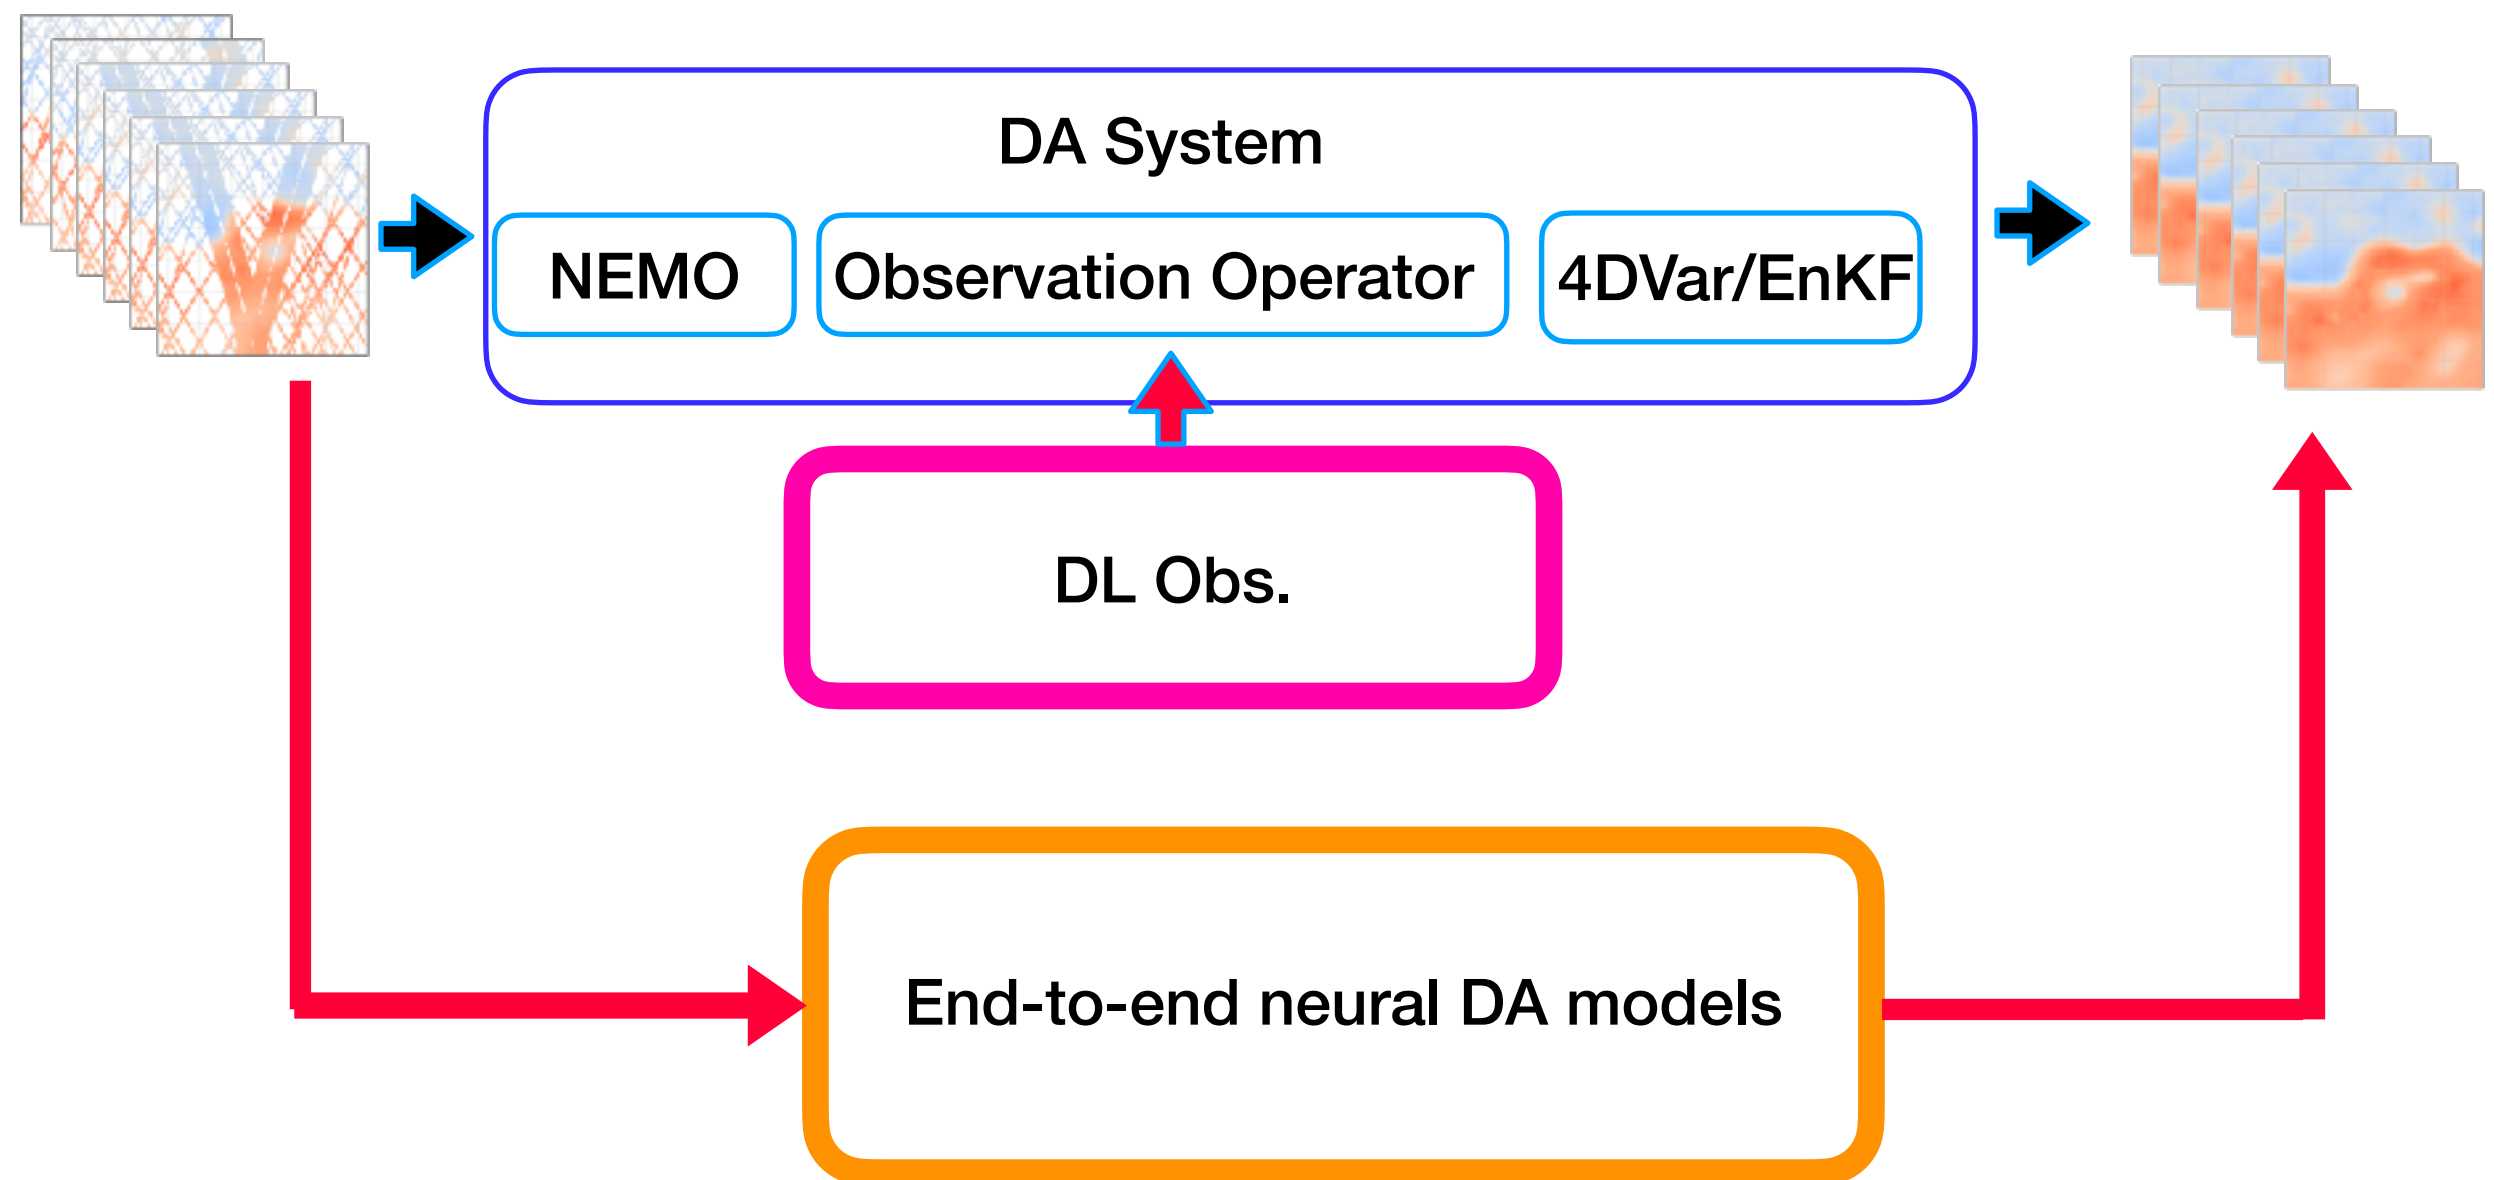 DA System
NEMO
Observation Operator
4DVar/EnKF
DL Obs.
End-to-end neural DA models